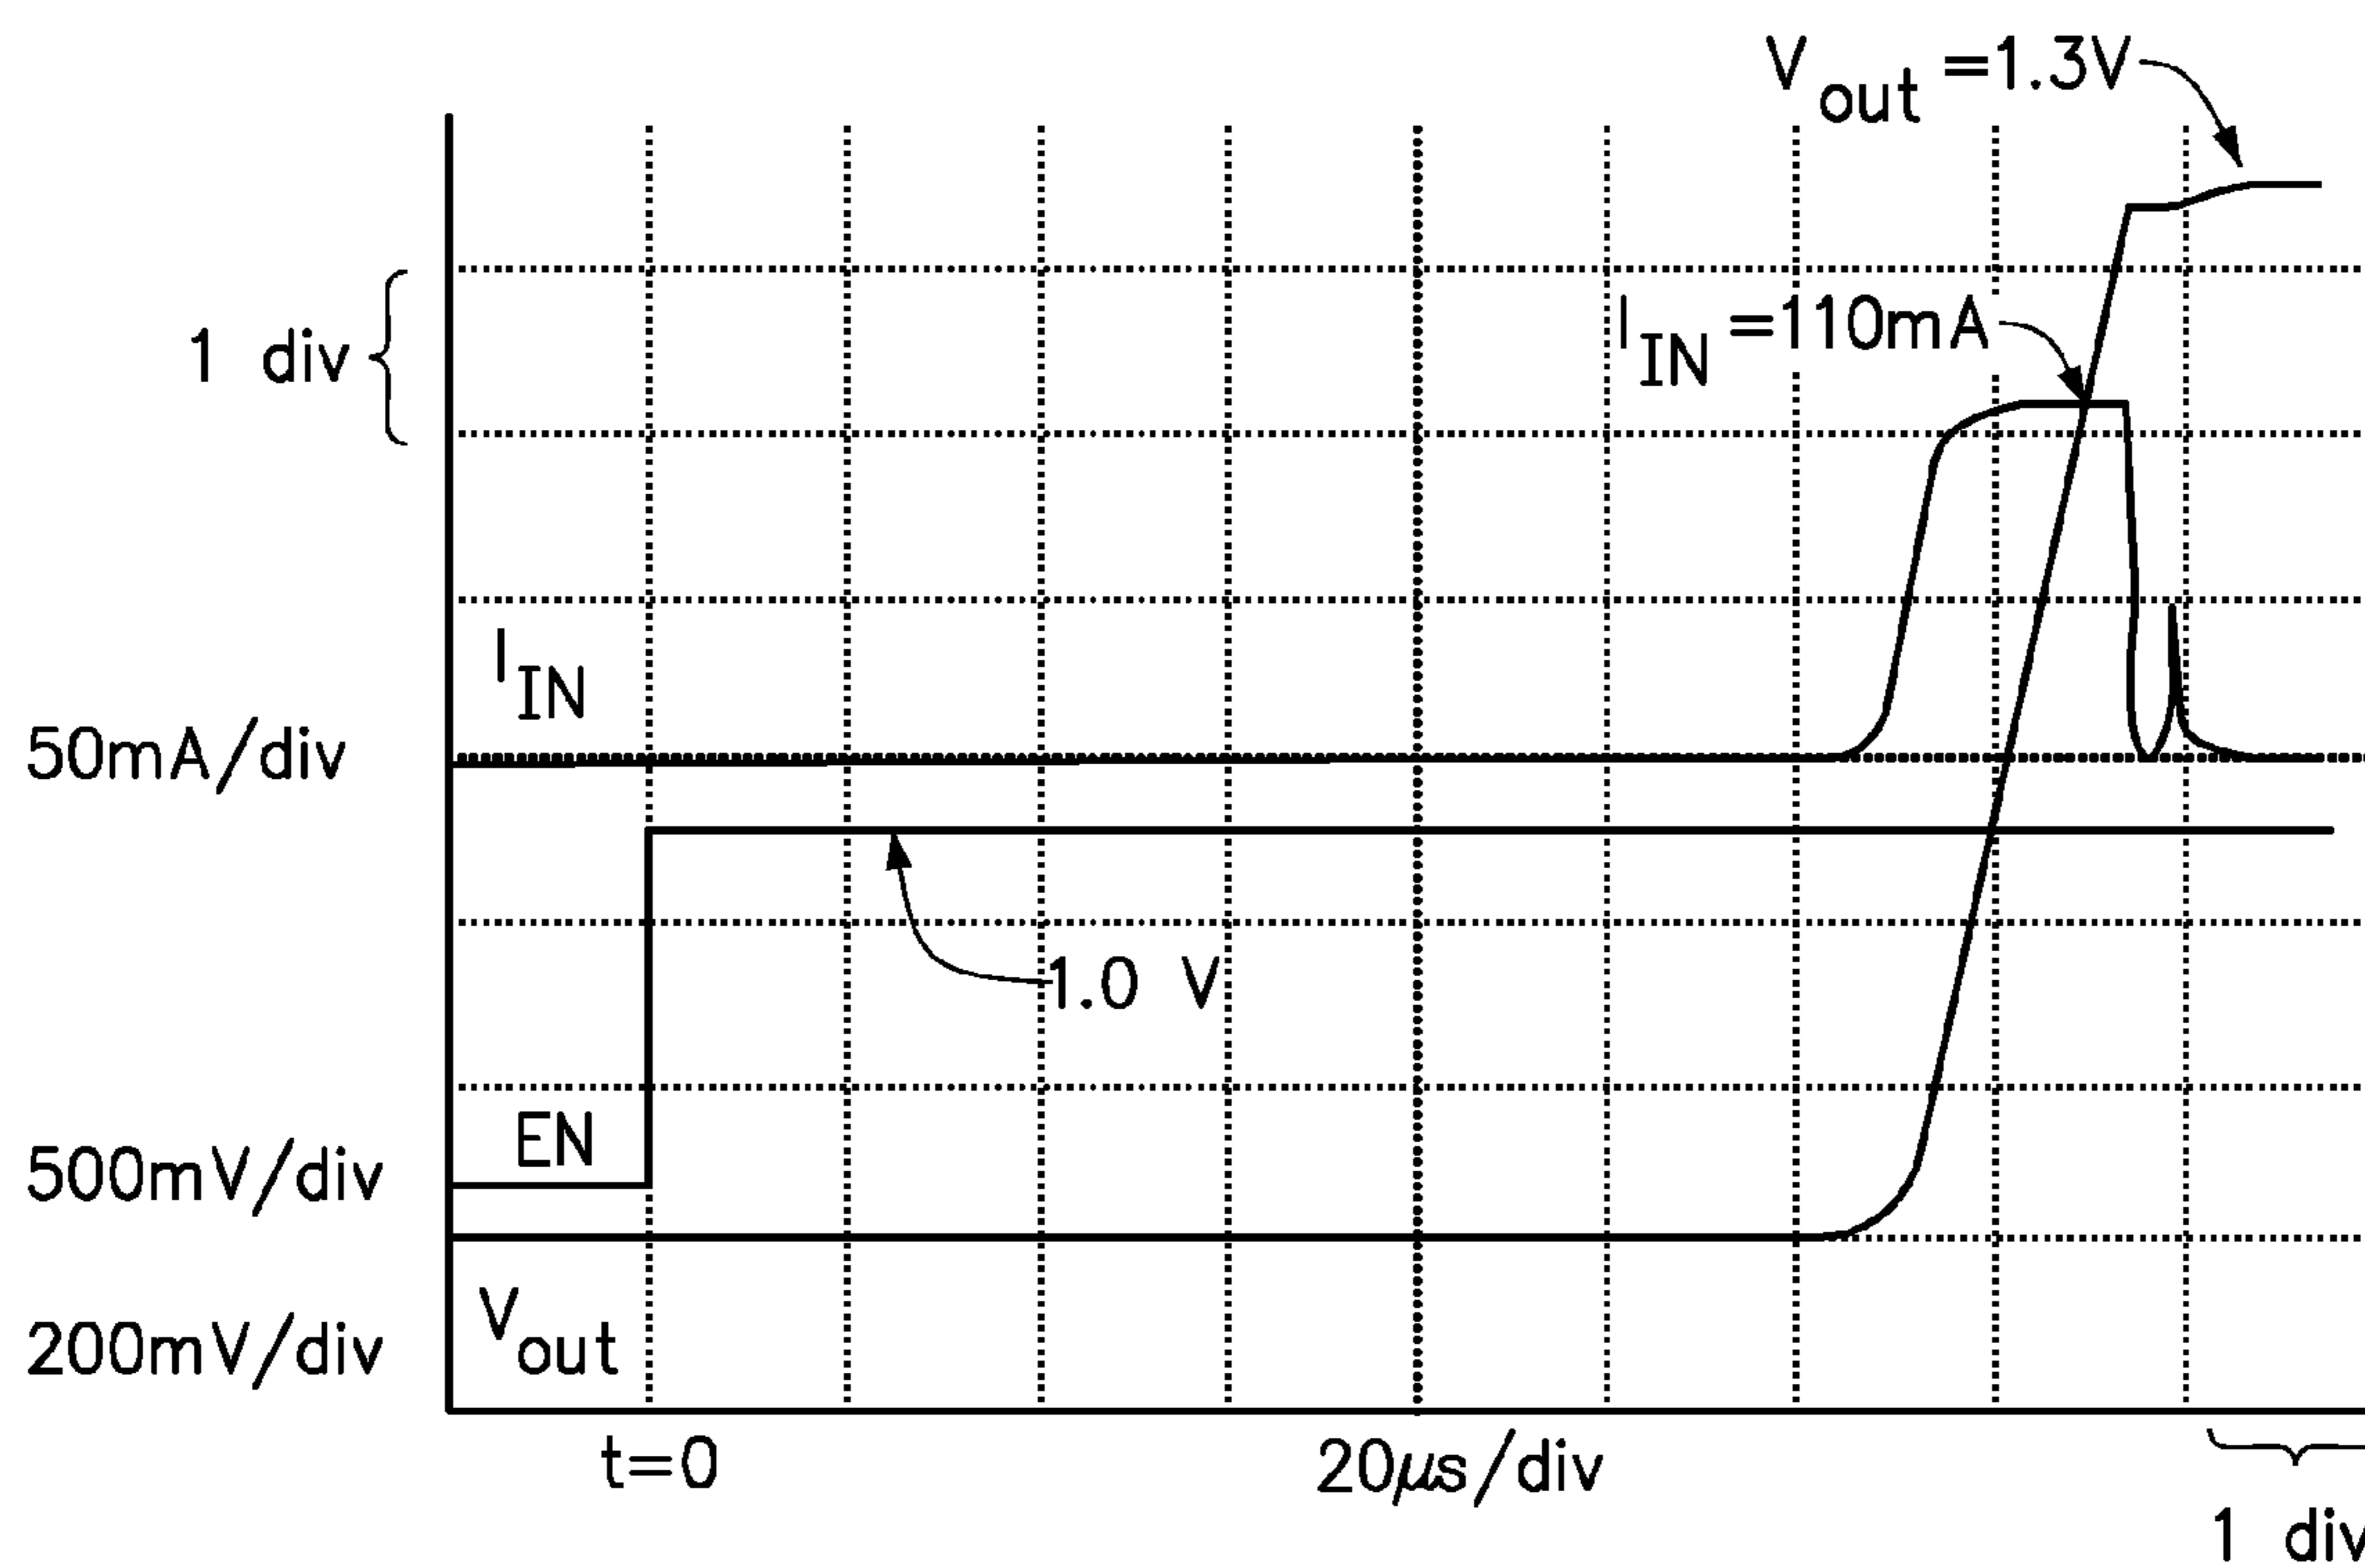 V out =1.3V
1 div
I IN =110mA
I IN
50mA/div
1.0 V
EN
500mV/div
V out
200mV/div
t=0
20μs/div
1 div